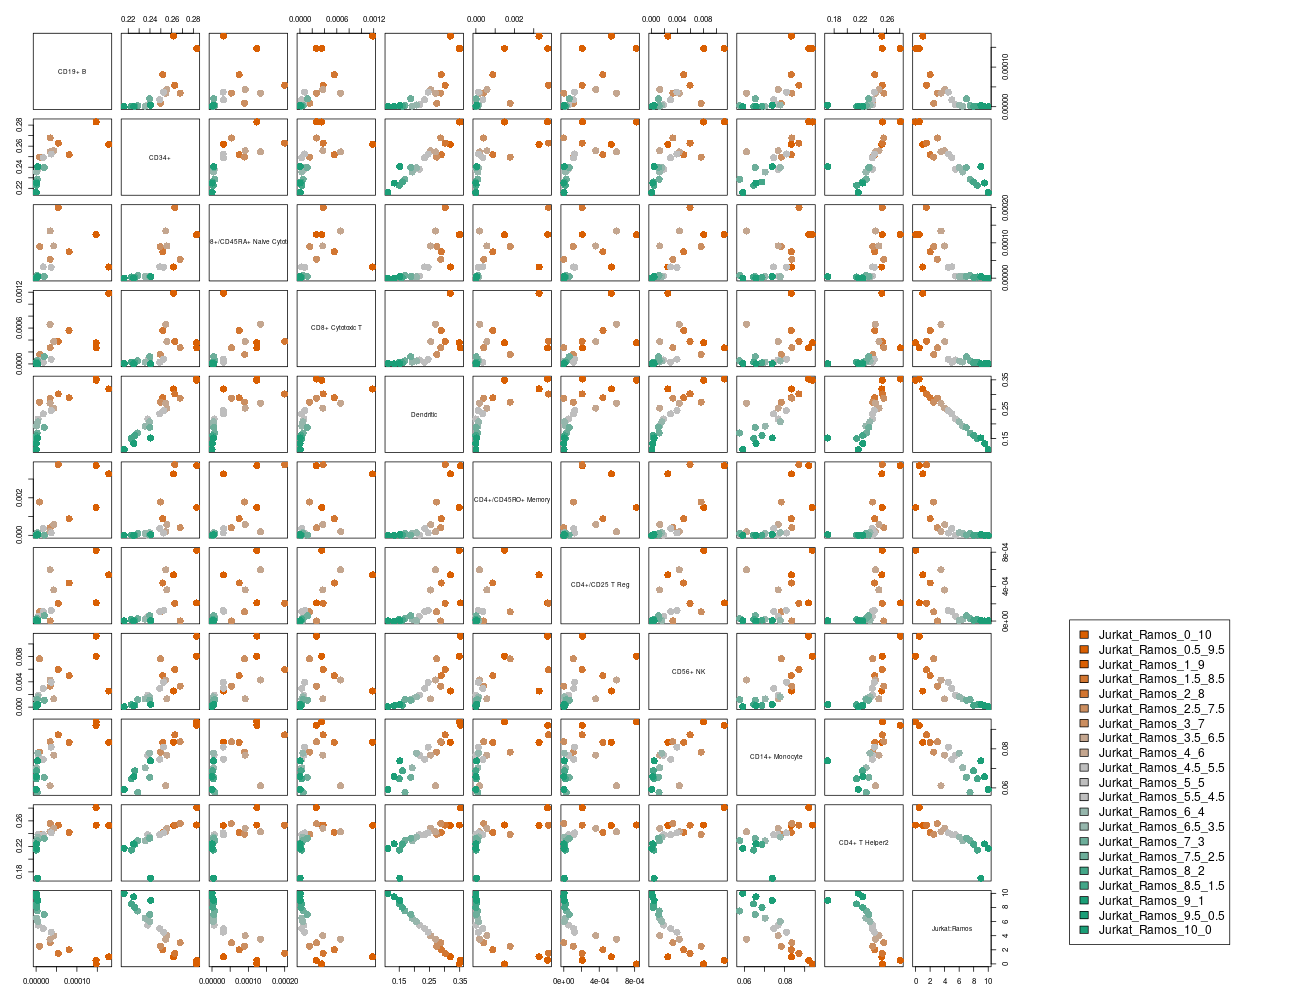 0.22 0.24 0.26 0.28 0.0000 0.0006 0.0012 0.000 0.002 0.000 0.004 0.008 0.18 0.22 0.26
CD19+ B
0.00000 0.00010
CD34+
0.22 0.24 0.26 0.28
8+/CD45RA+ Naive Cytot
0.00000 0.00010 0.00020
CD8+ Cytotoxic T
0.0000 0.0006 0.0012
Dendritic
0.15 0.25 0.35
CD4+/CD45RO+ Memory
0.000 0.002
CD4+/CD25 T Reg
0e+00 4e-04 8e-04
CD56+ NK
0.000 0.004 0.008
CD14+ Monocyte
0.06 0.08
CD4+ T Helper2
0.18 0.22 0.26
Jurkat:Ramos
0 2 4 6 8 10
0.00000 0.00010 0.00000 0.00010 0.00020 0.15 0.25 0.35 0e+00 4e-04 8e-04 0.06 0.08 0 2 4 6 8 10
Jurkat_Ramos_0_10
Jurkat_Ramos_0.5_9.5
Jurkat_Ramos_1_9
Jurkat_Ramos_1.5_8.5
Jurkat_Ramos_2_8
Jurkat_Ramos_2.5_7.5
Jurkat_Ramos_3_7
Jurkat_Ramos_3.5_6.5
Jurkat_Ramos_4_6
Jurkat_Ramos_4.5_5.5
Jurkat_Ramos_5_5
Jurkat_Ramos_5.5_4.5
Jurkat_Ramos_6_4
Jurkat_Ramos_6.5_3.5
Jurkat_Ramos_7_3
Jurkat_Ramos_7.5_2.5
Jurkat_Ramos_8_2
Jurkat_Ramos_8.5_1.5
Jurkat_Ramos_9_1
Jurkat_Ramos_9.5_0.5
Jurkat_Ramos_10_0